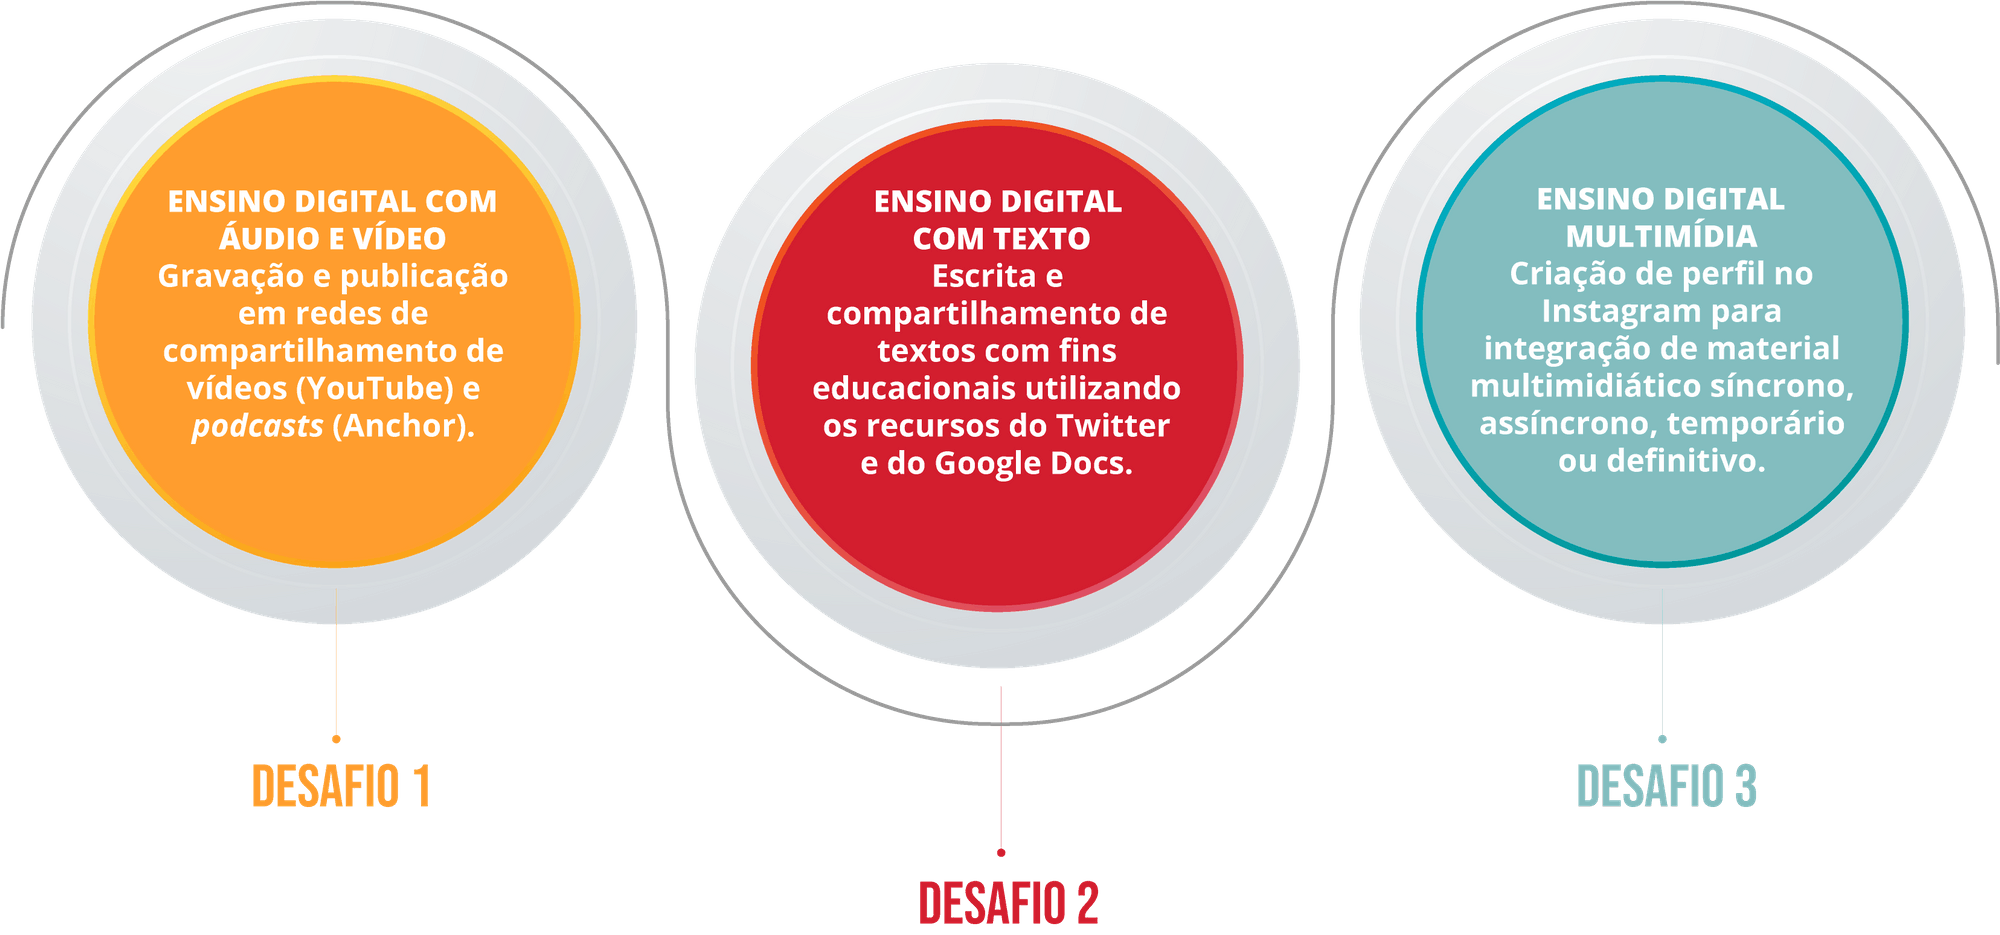 ENSINO DIGITAL COM
ÁUDIO E VÍDEO
Gravação e publicação
em redes de
compartilhamento de
vídeos (YouTube) e
podcasts (Anchor).
DESAFIO 1
ENSINO DIGITAL
COM TEXTO
Escrita e
compartilhamento de
textos com fins
educacionais utilizando
os recursos do Twitter
e do Google Docs.
DESAFIO 2
ENSINO DIGITAL
MULTIMÍDIA
Criação de perfil no
Instagram para
integração de material
multimidiático síncrono,
assíncrono, temporário
ou definitivo.
DESAFIO 3